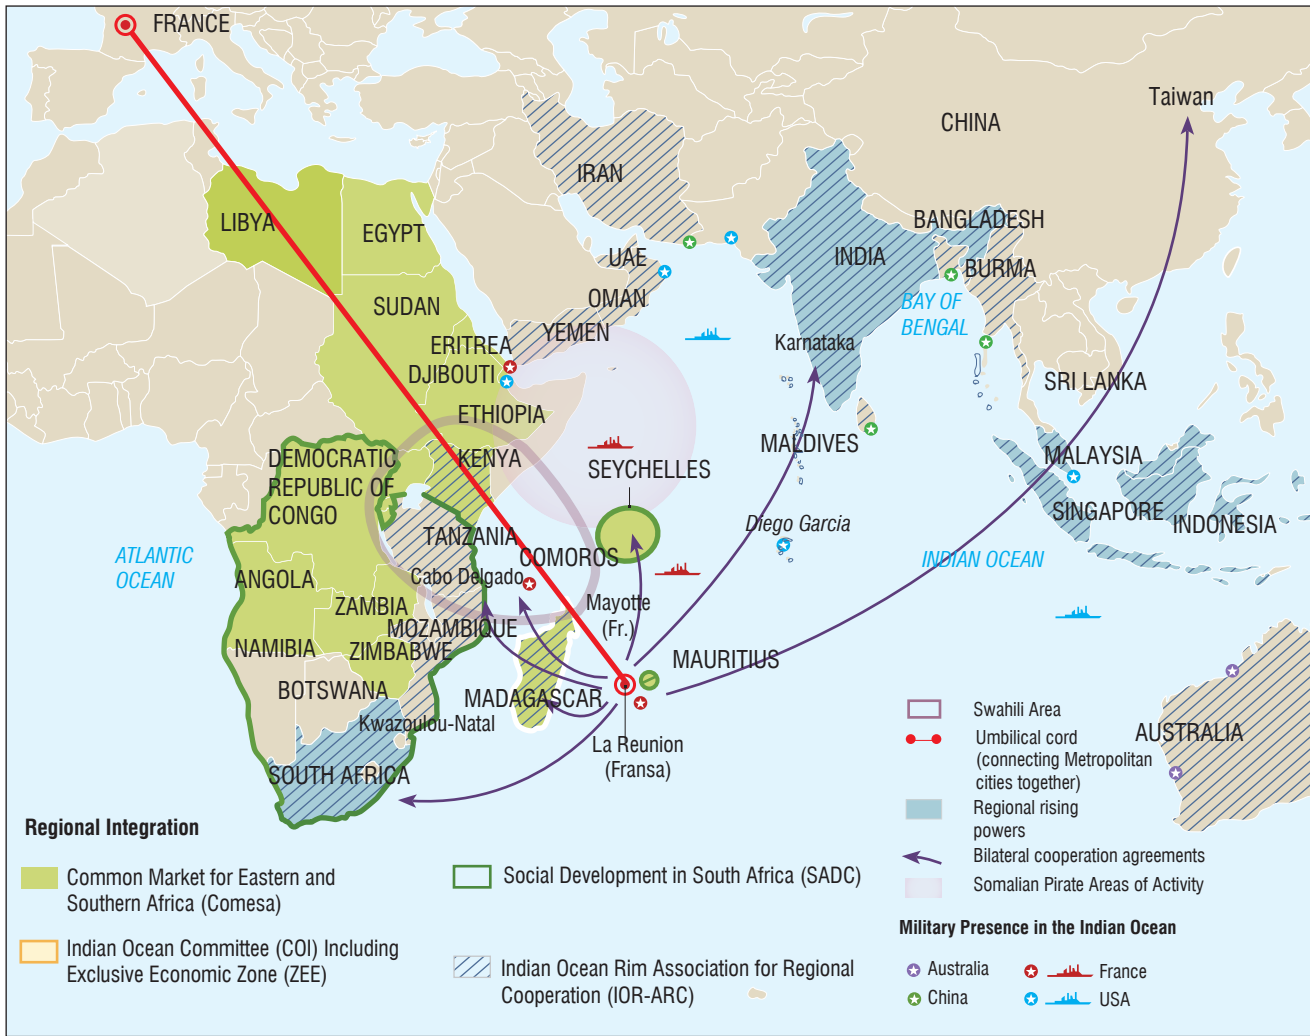 FRANCE
Taiwan
CHINA
IRAN
LIBYA
EGYPT
BANGLADESH
UAE
INDIA
BURMA
OMAN
SUDAN
BAY OF
BENGAL
YEMEN
ERITREA
Karnataka
DJIBOUTI
SRI LANKA
ETHIOPIA
MALDIVES
DEMOCRATIC
REPUBLIC OF
CONGO
KENYA
SEYCHELLES
MALAYSIA
SINGAPORE
INDONESIA
Diego Garcia
TANZANIA
COMOROS
ATLANTIC
OCEAN
INDIAN OCEAN
ANGOLA
Cabo Delgado
ZAMBIA
Mayotte
(Fr.)
MOZAMBIQUE
NAMIBIA
ZIMBABWE
MAURITIUS
BOTSWANA
MADAGASCAR
Kwazoulou-Natal
AUSTRALIA
La Reunion
(Fransa)
SOUTH AFRICA
Swahili Area
Umbilical cord
(connecting Metropolitan
cities together)
Regional rising
powers
Bilateral cooperation agreements
Somalian Pirate Areas of Activity
Regional Integration
Common Market for Eastern and
Southern Africa (Comesa)
Indian Ocean Committee (COI) Including
Exclusive Economic Zone (ZEE)
Social Development in South Africa (SADC)
Indian Ocean Rim Association for Regional
Cooperation (IOR-ARC)
Military Presence in the Indian Ocean
Australia
France
China
USA